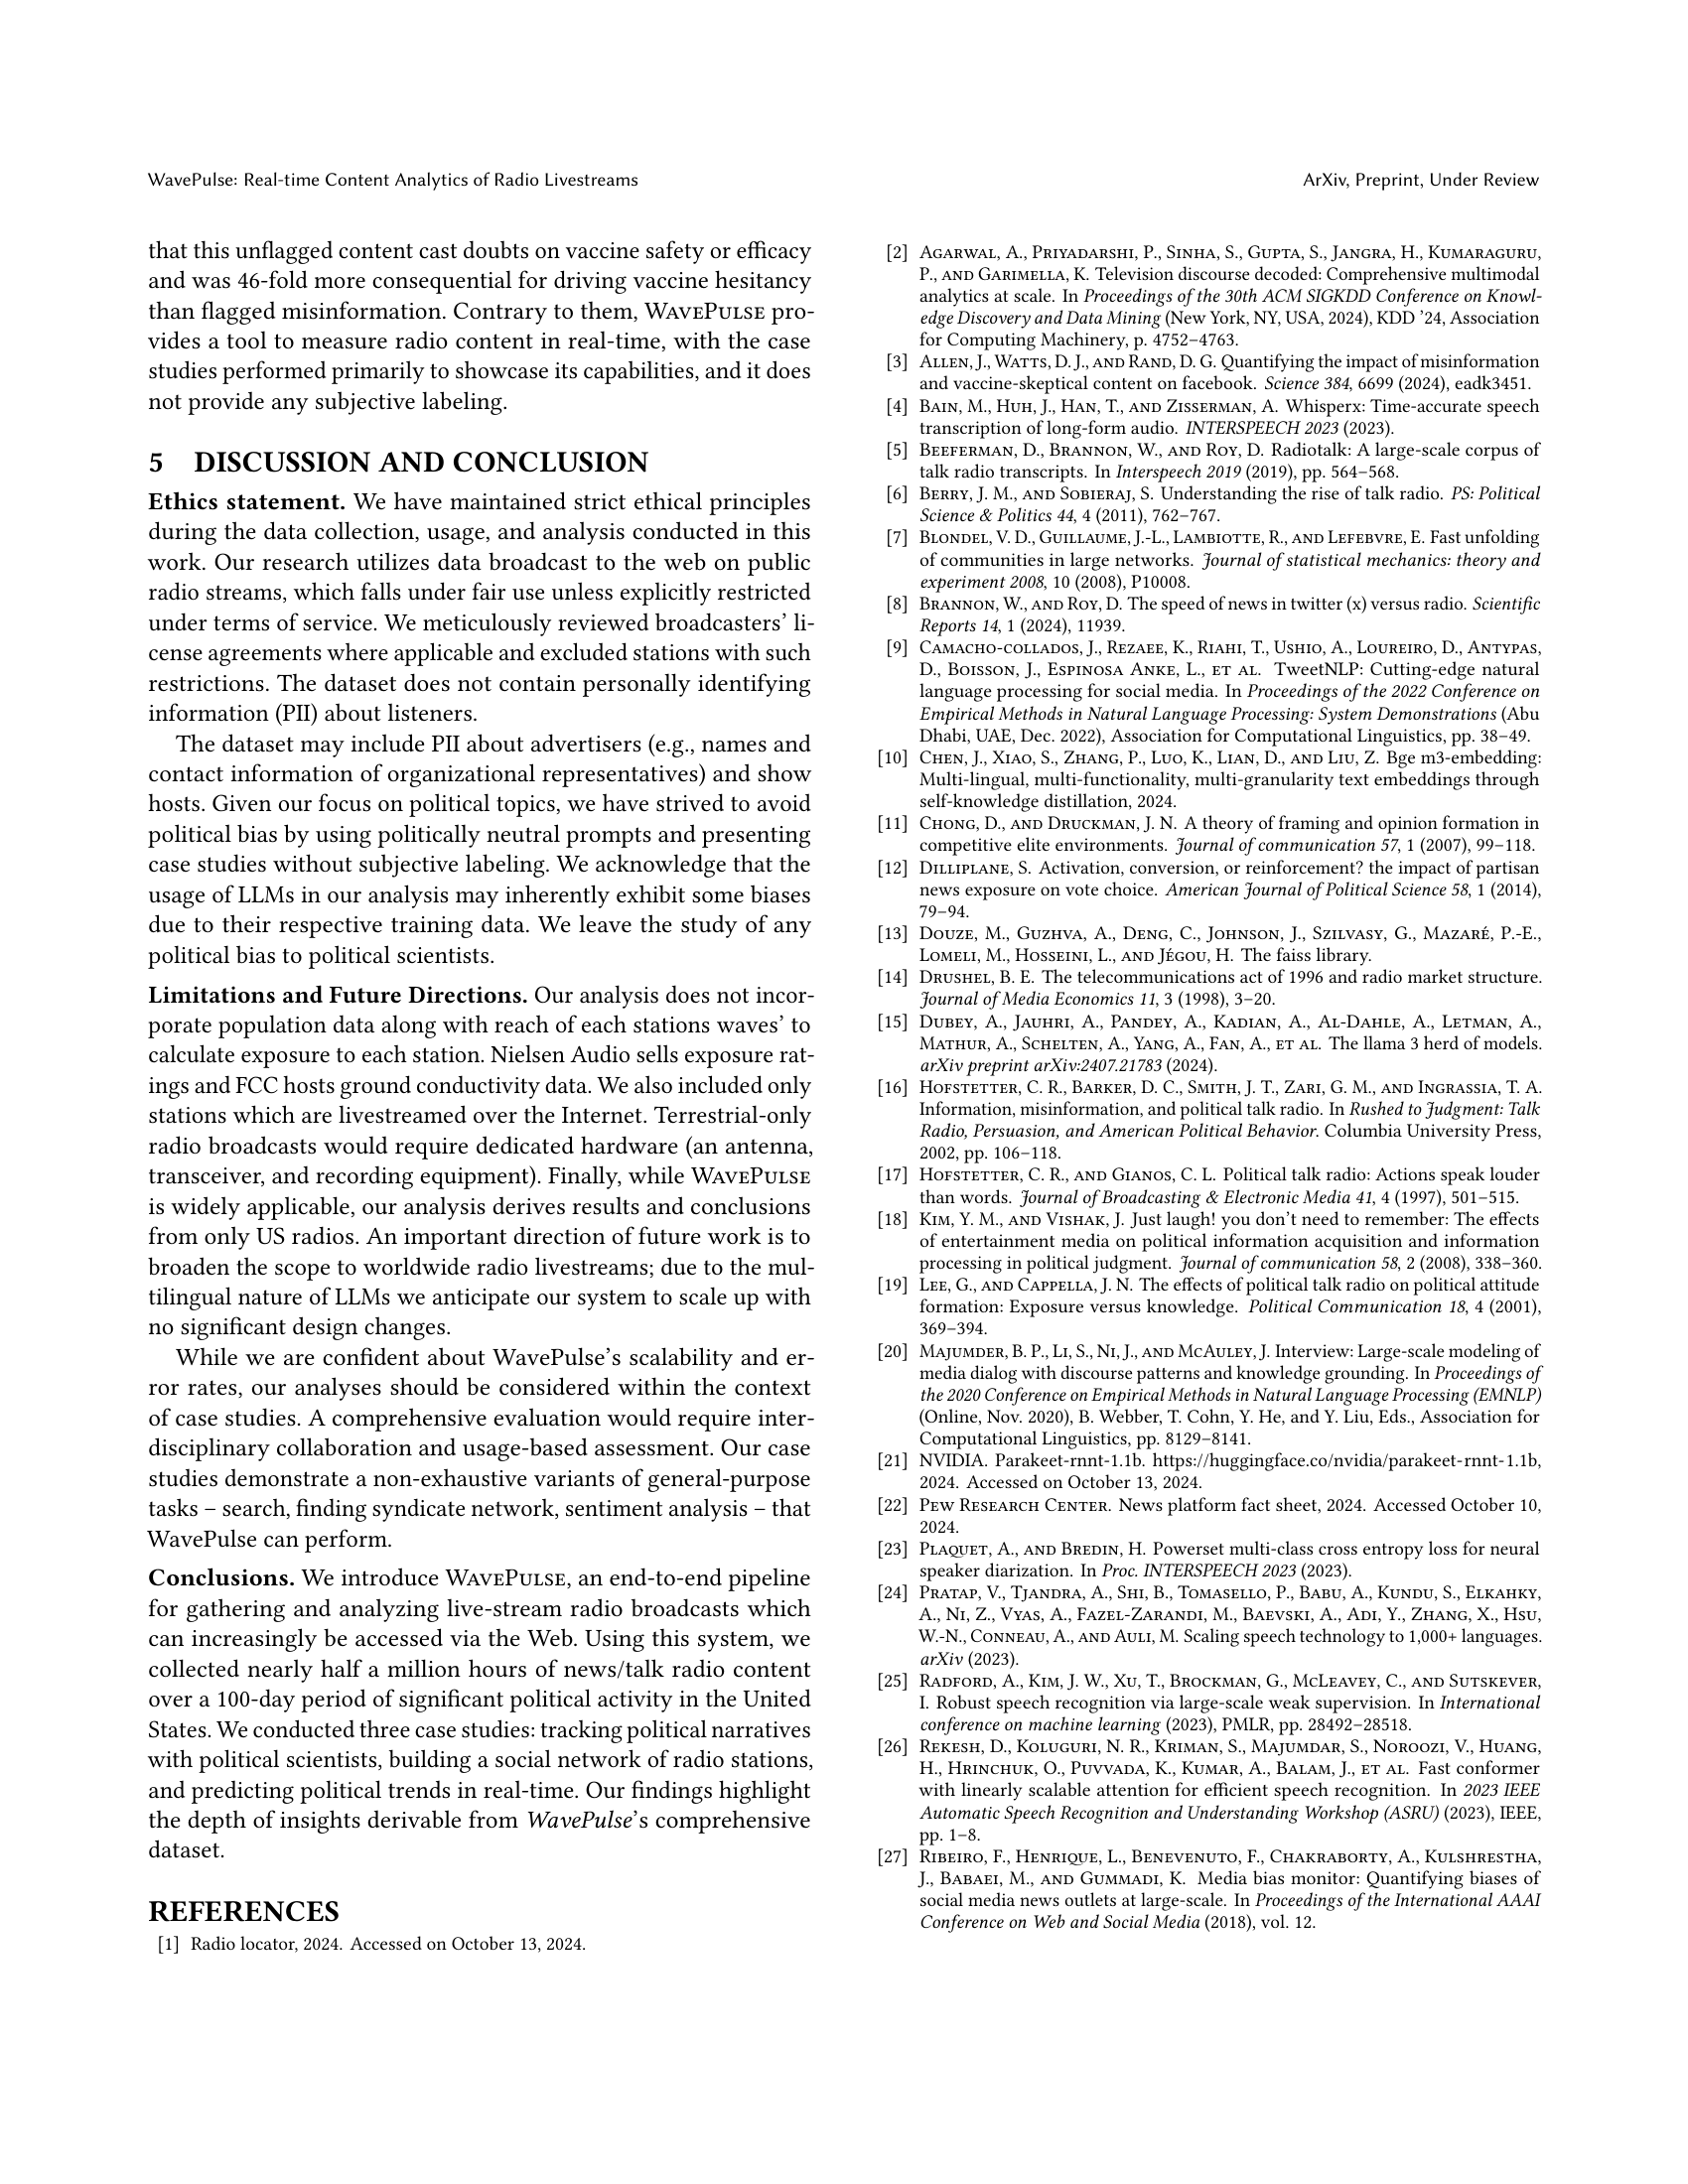 WavePulse: Real-time Content Analytics of Radio Livestreams
ArXiv, Preprint, Under Review
that this unflagged content cast doubts on vaccine safety or efficacy
and was 46-fold more consequential for driving vaccine hesitancy
than flagged misinformation. Contrary to them, WavePulse pro-
vides a tool to measure radio content in real-time, with the case
studies performed primarily to showcase its capabilities, and it does
not provide any subjective labeling.
5 DISCUSSION AND CONCLUSION
Ethics statement. We have maintained strict ethical principles
during the data collection, usage, and analysis conducted in this
work. Our research utilizes data broadcast to the web on public
radio streams, which falls under fair use unless explicitly restricted
under terms of service. We meticulously reviewed broadcasters' li-
cense agreements where applicable and excluded stations with such
restrictions. The dataset does not contain personally identifying
information (PII) about listeners.
The dataset may include PII about advertisers (e.g., names and
contact information of organizational representatives) and show
hosts. Given our focus on political topics, we have strived to avoid
political bias by using politically neutral prompts and presenting
case studies without subjective labeling. We acknowledge that the
usage of LLMs in our analysis may inherently exhibit some biases
due to their respective training data. We leave the study of any
political bias to political scientists.
Limitations and Future Directions. Our analysis does not incor-
porate population data along with reach of each stations waves' to
calculate exposure to each station. Nielsen Audio sells exposure rat-
ings and FCC hosts ground conductivity data. We also included only
stations which are livestreamed over the Internet. Terrestrial-only
radio broadcasts would require dedicated hardware (an antenna,
transceiver, and recording equipment). Finally, while WavePulse
is widely applicable, our analysis derives results and conclusions
from only US radios. An important direction of future work is to
broaden the scope to worldwide radio livestreams; due to the mul-
tilingual nature of LLMs we anticipate our system to scale up with
no significant design changes.
While we are confident about WavePulse's scalability and er-
ror rates, our analyses should be considered within the context
of case studies. A comprehensive evaluation would require inter-
disciplinary collaboration and usage-based assessment. Our case
studies demonstrate a non-exhaustive variants of general-purpose
tasks – search, finding syndicate network, sentiment analysis – that
WavePulse can perform.
Conclusions. We introduce WavePulse, an end-to-end pipeline
for gathering and analyzing live-stream radio broadcasts which
can increasingly be accessed via the Web. Using this system, we
collected nearly half a million hours of news/talk radio content
over a 100-day period of significant political activity in the United
States. We conducted three case studies: tracking political narratives
with political scientists, building a social network of radio stations,
and predicting political trends in real-time. Our findings highlight
the depth of insights derivable from WavePulse's comprehensive
dataset.
REFERENCES
[1] Radio locator, 2024. Accessed on October 13, 2024.
[2] Agarwal, A., Priyadarshi, P., Sinha, S., Gupta, S., Jangra, H., Kumaraguru,
P., and Garimella, K. Television discourse decoded: Comprehensive multimodal
analytics at scale. In Proceedings of the 30th ACM SIGKDD Conference on Knowl-
edge Discovery and Data Mining (New York, NY, USA, 2024), KDD '24, Association
for Computing Machinery, p. 4752–4763.
[3] Allen, J., Watts, D. J., and Rand, D. G. Quantifying the impact of misinformation
and vaccine-skeptical content on facebook. Science 384, 6699 (2024), eadk3451.
[4] Bain, M., Huh, J., Han, T., and Zisserman, A. Whisperx: Time-accurate speech
transcription of long-form audio. INTERSPEECH 2023 (2023).
[5] Beeferman, D., Brannon, W., and Roy, D. Radiotalk: A large-scale corpus of
talk radio transcripts. In Interspeech 2019 (2019), pp. 564–568.
[6] Berry, J. M., and Sobieraj, S. Understanding the rise of talk radio. PS: Political
Science & Politics 44, 4 (2011), 762–767.
[7] Blondel, V. D., Guillaume, J.-L., Lambiotte, R., and Lefebvre, E. Fast unfolding
of communities in large networks. Journal of statistical mechanics: theory and
experiment 2008, 10 (2008), P10008.
[8] Brannon, W., and Roy, D. The speed of news in twitter (x) versus radio. Scientific
Reports 14, 1 (2024), 11939.
[9] Camacho-collados, J., Rezaee, K., Riahi, T., Ushio, A., Loureiro, D., Antypas,
D., Boisson, J., Espinosa Anke, L., et al. TweetNLP: Cutting-edge natural
language processing for social media. In Proceedings of the 2022 Conference on
Empirical Methods in Natural Language Processing: System Demonstrations (Abu
Dhabi, UAE, Dec. 2022), Association for Computational Linguistics, pp. 38–49.
[10] Chen, J., Xiao, S., Zhang, P., Luo, K., Lian, D., and Liu, Z. Bge m3-embedding:
Multi-lingual, multi-functionality, multi-granularity text embeddings through
self-knowledge distillation, 2024.
[11] Chong, D., and Druckman, J. N. A theory of framing and opinion formation in
competitive elite environments. Journal of communication 57, 1 (2007), 99–118.
[12] Dilliplane, S. Activation, conversion, or reinforcement? the impact of partisan
news exposure on vote choice. American Journal of Political Science 58, 1 (2014),
79–94.
[13] Douze, M., Guzhva, A., Deng, C., Johnson, J., Szilvasy, G., Mazaré, P.-E.,
Lomeli, M., Hosseini, L., and Jégou, H. The faiss library.
[14] Drushel, B. E. The telecommunications act of 1996 and radio market structure.
Journal of Media Economics 11, 3 (1998), 3–20.
[15] Dubey, A., Jauhri, A., Pandey, A., Kadian, A., Al-Dahle, A., Letman, A.,
Mathur, A., Schelten, A., Yang, A., Fan, A., et al. The llama 3 herd of models.
arXiv preprint arXiv:2407.21783 (2024).
[16] Hofstetter, C. R., Barker, D. C., Smith, J. T., Zari, G. M., and Ingrassia, T. A.
Information, misinformation, and political talk radio. In Rushed to Judgment: Talk
Radio, Persuasion, and American Political Behavior. Columbia University Press,
2002, pp. 106–118.
[17] Hofstetter, C. R., and Gianos, C. L. Political talk radio: Actions speak louder
than words. Journal of Broadcasting & Electronic Media 41, 4 (1997), 501–515.
[18] Kim, Y. M., and Vishak, J. Just laugh! you don't need to remember: The effects
of entertainment media on political information acquisition and information
processing in political judgment. Journal of communication 58, 2 (2008), 338–360.
[19] Lee, G., and Cappella, J. N. The effects of political talk radio on political attitude
formation: Exposure versus knowledge. Political Communication 18, 4 (2001),
369–394.
[20] Majumder, B. P., Li, S., Ni, J., and McAuley, J. Interview: Large-scale modeling of
media dialog with discourse patterns and knowledge grounding. In Proceedings of
the 2020 Conference on Empirical Methods in Natural Language Processing (EMNLP)
(Online, Nov. 2020), B. Webber, T. Cohn, Y. He, and Y. Liu, Eds., Association for
Computational Linguistics, pp. 8129–8141.
[21] NVIDIA. Parakeet-rnnt-1.1b. https://huggingface.co/nvidia/parakeet-rnnt-1.1b,
2024. Accessed on October 13, 2024.
[22] Pew Research Center. News platform fact sheet, 2024. Accessed October 10,
2024.
[23] Plaquet, A., and Bredin, H. Powerset multi-class cross entropy loss for neural
speaker diarization. In Proc. INTERSPEECH 2023 (2023).
[24] Pratap, V., Tjandra, A., Shi, B., Tomasello, P., Babu, A., Kundu, S., Elkahky,
A., Ni, Z., Vyas, A., Fazel-Zarandi, M., Baevski, A., Adi, Y., Zhang, X., Hsu,
W.-N., Conneau, A., and Auli, M. Scaling speech technology to 1,000+ languages.
arXiv (2023).
[25] Radford, A., Kim, J. W., Xu, T., Brockman, G., McLeavey, C., and Sutskever,
I. Robust speech recognition via large-scale weak supervision. In International
conference on machine learning (2023), PMLR, pp. 28492–28518.
[26] Rekesh, D., Koluguri, N. R., Kriman, S., Majumdar, S., Noroozi, V., Huang,
H., Hrinchuk, O., Puvvada, K., Kumar, A., Balam, J., et al. Fast conformer
with linearly scalable attention for efficient speech recognition. In 2023 IEEE
Automatic Speech Recognition and Understanding Workshop (ASRU) (2023), IEEE,
pp. 1–8.
[27] Ribeiro, F., Henrique, L., Benevenuto, F., Chakraborty, A., Kulshrestha,
J., Babaei, M., and Gummadi, K. Media bias monitor: Quantifying biases of
social media news outlets at large-scale. In Proceedings of the International AAAI
Conference on Web and Social Media (2018), vol. 12.